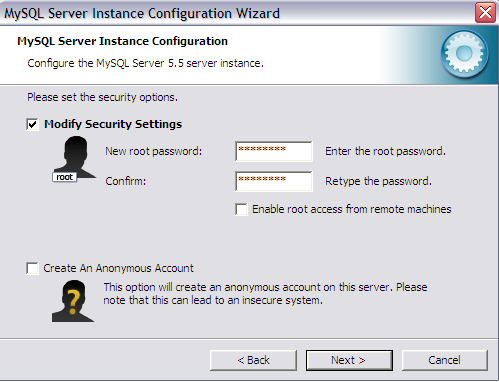 MySQL Server Instance Configuration Wizard
MySQL Server Instance Configuration
Configure the MySQL Server 5.5 server instance.
Please set the security options.
Modify Security Settings
New root password: ******** Enter the root password.
root
Confirm: ******** Retype the password.
Enable root access from remote machines
Create An Anonymous Account
This option will create an anonymous account on this server. Please
note that this can lead to an insecure system.
< Back Next > Cancel